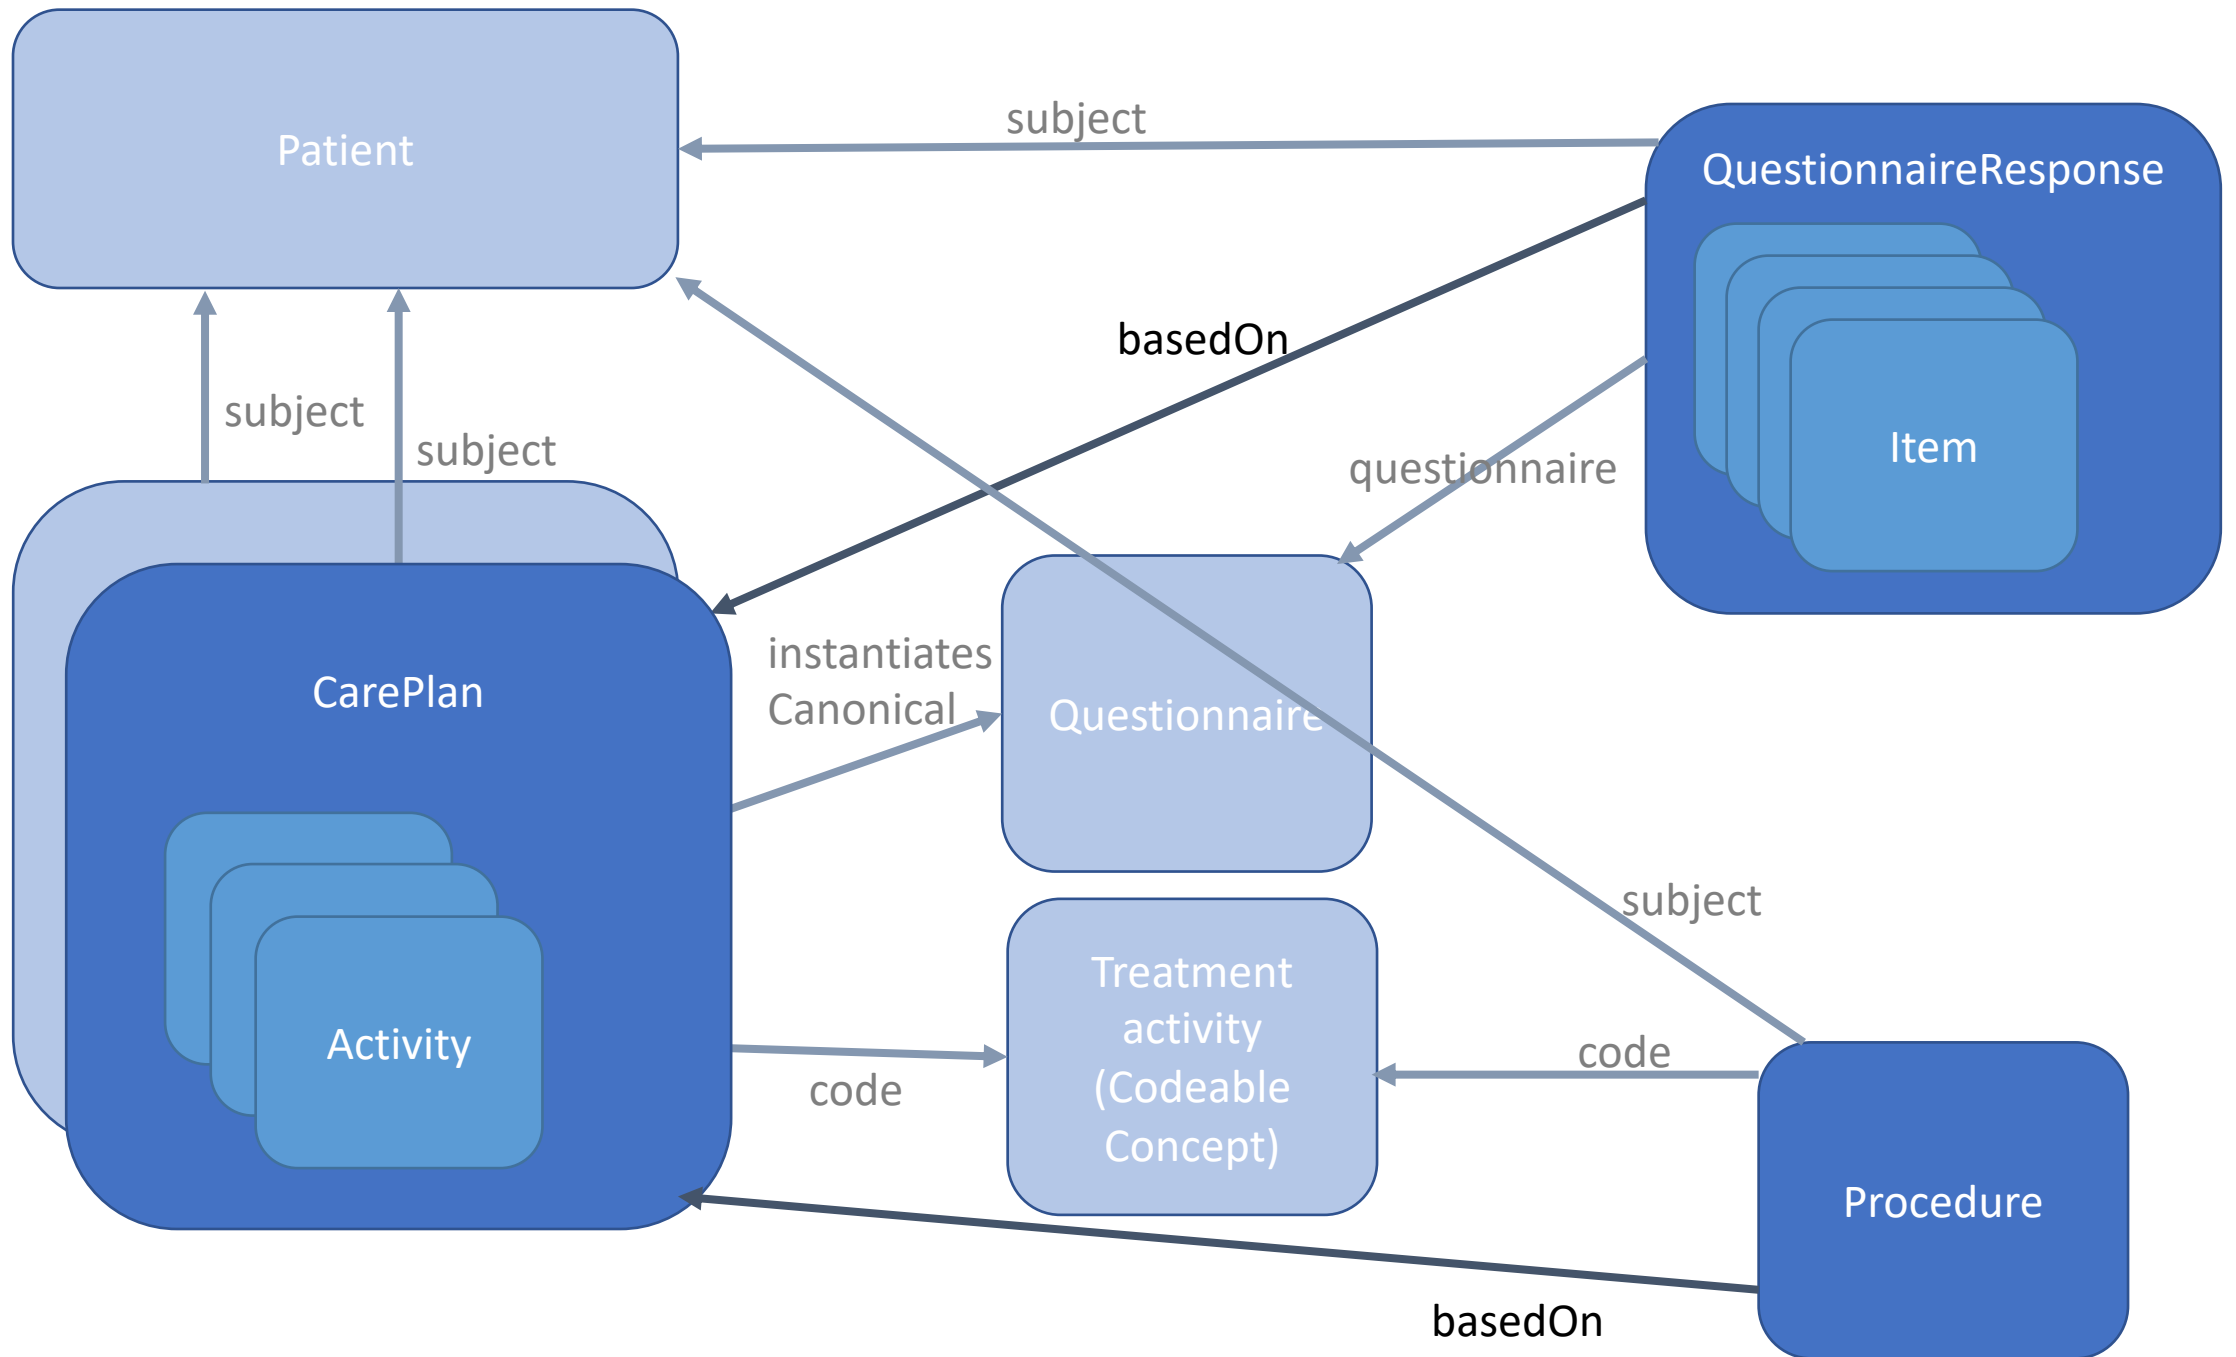 Patient
subject
QuestionnaireResponse
basedOn
subject
subject
questionnaire
Item
instantiates
Canonical
CarePlan
Questionnaire
subject
Treatment
activity
(Codeable
Concept)
Activity
code
code
Procedure
basedOn